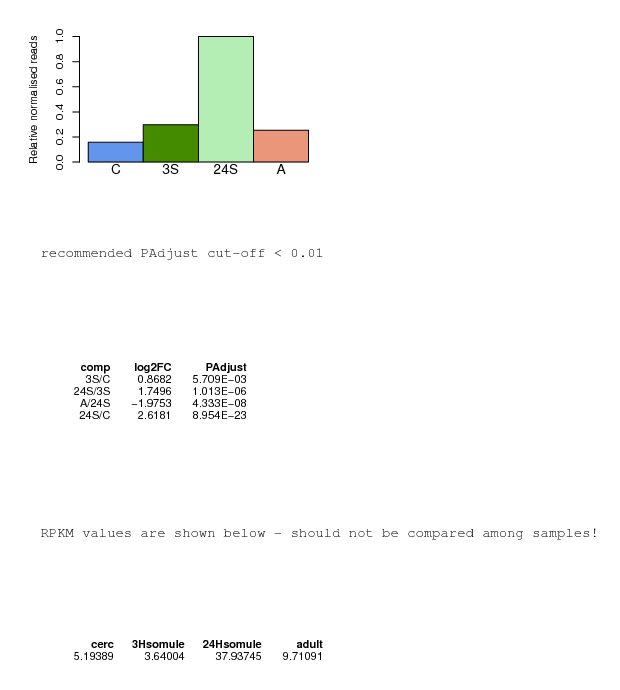 Relative normalised reads
1.0
0.8
0.6
0.4
0.2
0.0
C 3S 24S A
recommended PAdjust cut-off < 0.01
comp log2FC PAdjust
3S/C 0.8682 5.709E−03
24S/3S 1.7496 1.013E−06
A/24S −1.9753 4.333E−08
24S/C 2.6181 8.954E−23
RPKM values are shown below - should not be compared among samples!
cerc 3Hsomule 24Hsomule adult
5.19389 3.64004 37.93745 9.71091